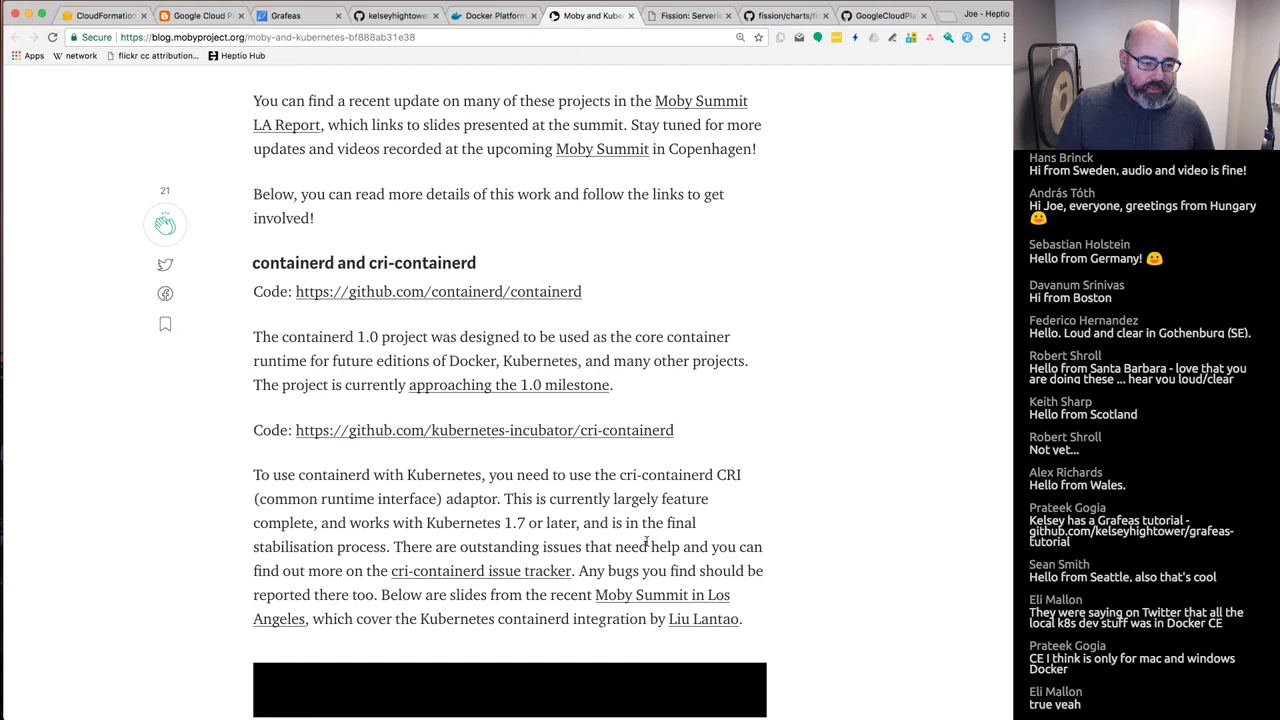 CloudFormation
Google Cloud Pl
Grafeas
kelseyhightower
Docker Platform
Moby and Kube
Fission: Serverle
fission/charts/fi
GoogleCloudPla
Joe - Heptio
Secure https://blog.mobyproject.org/moby-and-kubernetes-bf888ab31e38
Apps network flickr cc attribution... Heptio Hub
You can find a recent update on many of these projects in the Moby Summit
LA Report, which links to slides presented at the summit. Stay tuned for more
updates and videos recorded at the upcoming Moby Summit in Copenhagen!
21
Below, you can read more details of this work and follow the links to get
involved!
containerd and cri-containerd
Code: https://github.com/containerd/containerd
The containerd 1.0 project was designed to be used as the core container
runtime for future editions of Docker, Kubernetes, and many other projects.
The project is currently approaching the 1.0 milestone.
Code: https://github.com/kubernetes-incubator/cri-containerd
To use containerd with Kubernetes, you need to use the cri-containerd CRI
(common runtime interface) adaptor. This is currently largely feature
complete, and works with Kubernetes 1.7 or later, and is in the final
stabilisation process. There are outstanding issues that need help and you can
find out more on the cri-containerd issue tracker. Any bugs you find should be
reported there too. Below are slides from the recent Moby Summit in Los
Angeles, which cover the Kubernetes containerd integration by Liu Lantao.
Hans Brinck
Hi from Sweden, audio and video is fine!
András Tóth
Hi Joe, everyone, greetings from Hungary
Sebastian Holstein
Hello from Germany!
Davanum Srinivas
Hi from Boston
Federico Hernandez
Hello. Loud and clear in Gothenburg (SE).
Robert Shroll
Hello from Santa Barbara - love that you
are doing these ... hear you loud/clear
Keith Sharp
Hello from Scotland
Robert Shroll
Not yet...
Alex Richards
Hello from Wales.
Prateek Gogia
Kelsey has a Grafeas tutorial -
github.com/kelseyhightower/grafeas-
tutorial
Sean Smith
Hello from Seattle, also that's cool
Eli Mallon
They were saying on Twitter that all the
local k8s dev stuff was in Docker CE
Prateek Gogia
CE I think is only for mac and windows
Docker
Eli Mallon
true yeah